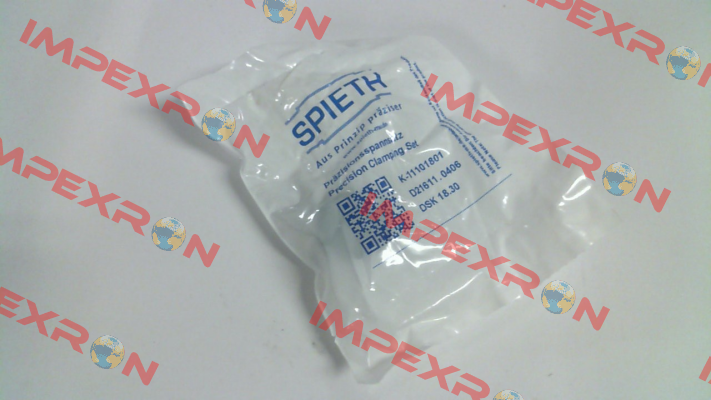 SPIETH
Aus Prinzip präziser
Präzisionsspannsatz
Precision Clamping Set
K-11101801
021611.0406
DSK 18.30
IMPEXRON
IMPEXRON
IMPEXRON
IMPEXRON
IMPEXRON
IMPEXRON
IMPEXRON
IMPEXRON